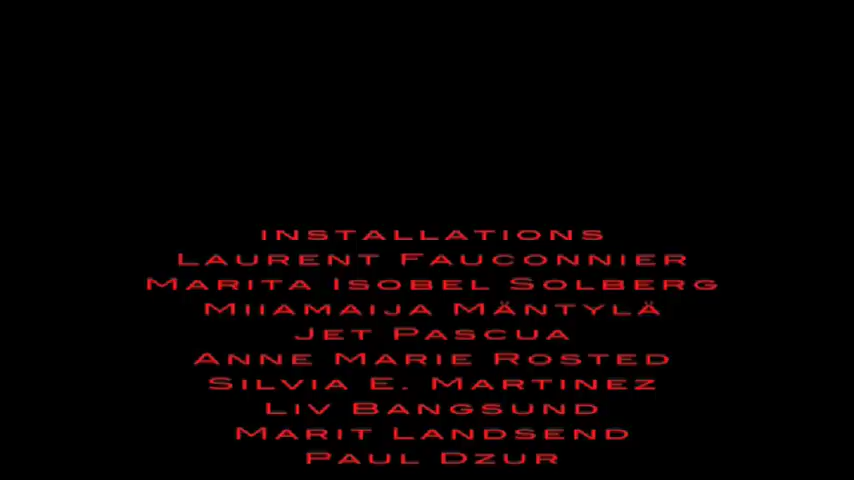 INSTALLATIONS
LAURENT FAUCONNIER
MARITA ISOBEL SOLBERG
MIIAMAIJA MÄNTYLÄ
JET PASCUA
ANNE MARIE ROSTED
SILVIA E. MARTINEZ
LIV BANGSUND
MARIT LANDSEND
PAUL DZUR